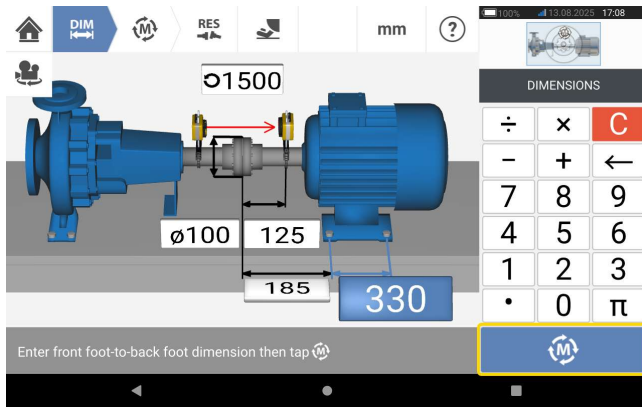 DIM
RES
mm
?
100%
13.08.2025 17:08
DIMENSIONS
1500
ø100
125
185
330
÷ × C
− + ←
7 8 9
4 5 6
1 2 3
· 0 π
M
Enter front foot-to-back foot dimension then tap